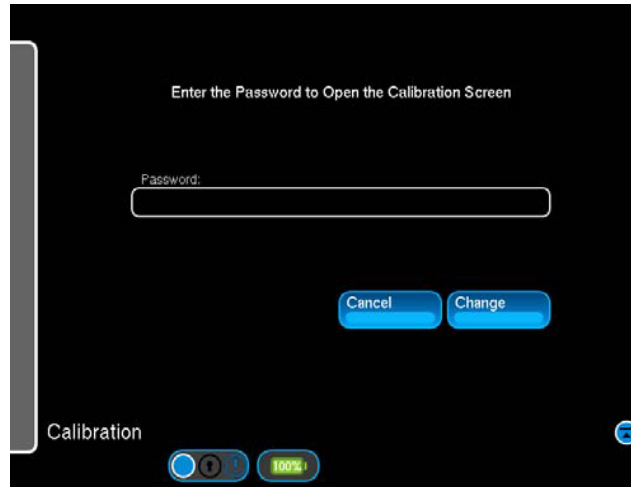 Enter the Password to Open the Calibration Screen
Password:
Cancel
Change
Calibration
100%